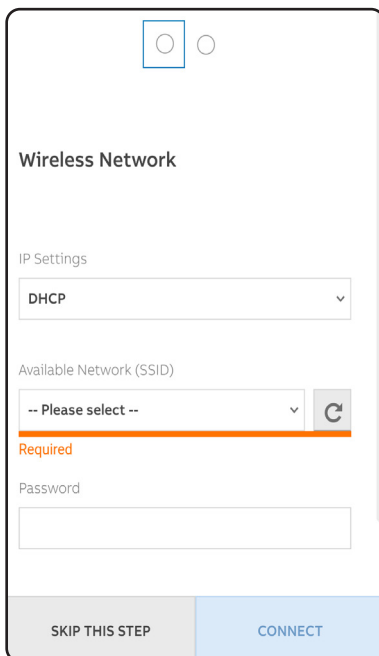 Wireless Network
IP Settings
DHCP
Available Network (SSID)
-- Please select --
Required
Password
SKIP THIS STEP CONNECT